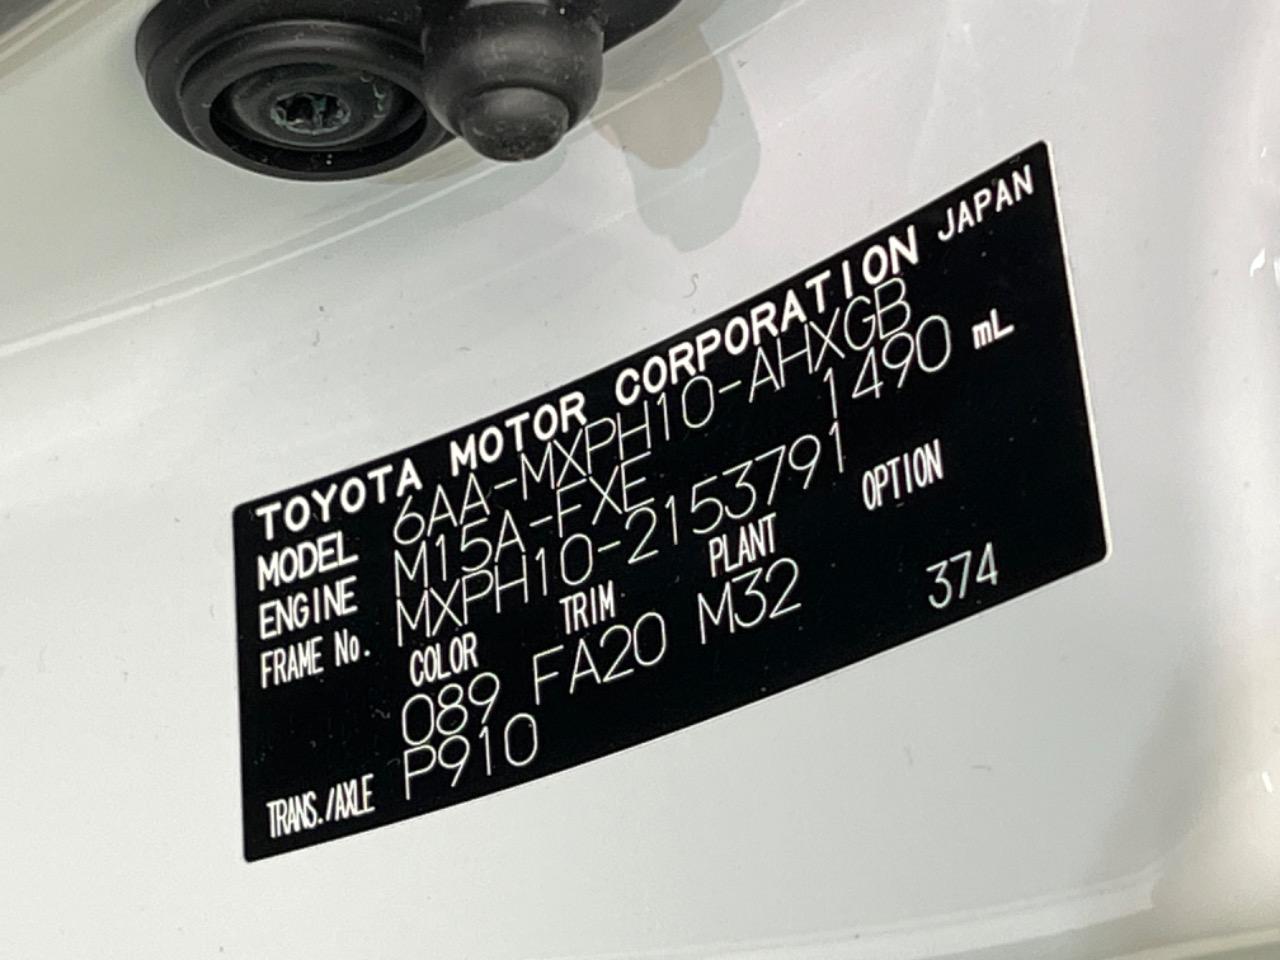 TOYOTA MOTOR CORPORATION JAPAN
MODEL 6AA-MXPH10-AHXGB
ENGINE M15A-FXE 1490 mL
FRAME No. MXPH10-2153791
COLOR TRIM PLANT OPTION
089 FA20 M32 374
TRANS./AXLE P910